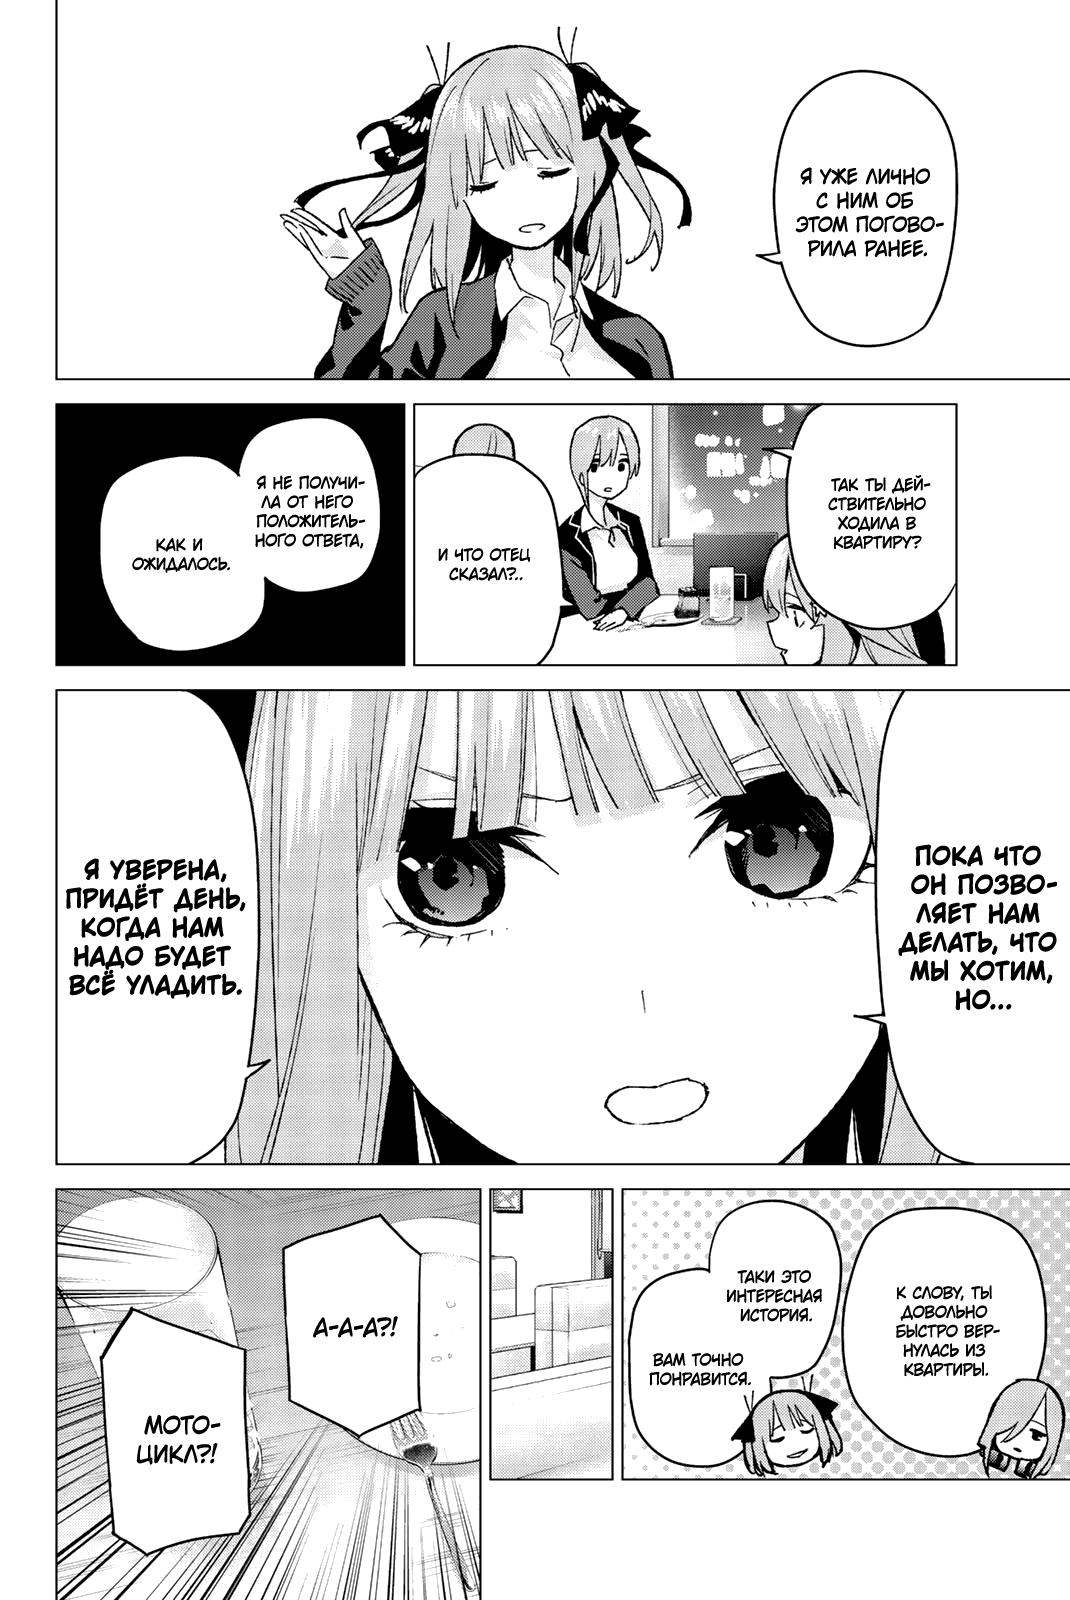 Я УЖЕ ЛИЧНО
С НИМ ОБ
ЭТОМ ПОГОВО-
РИЛА РАНЕЕ.
ТАК ТЫ ДЕЙ-
СТВИТЕЛЬНО
ХОДИЛА В
КВАРТИРУ?
И ЧТО ОТЕЦ
СКАЗАЛ?..
Я НЕ ПОЛУЧИ-
ЛА ОТ НЕГО
ПОЛОЖИТЕЛЬ-
НОГО ОТВЕТА,
КАК И
ОЖИДАЛОСЬ.
ПОКА ЧТО
ОН ПОЗВО-
ЛЯЕТ НАМ
ДЕЛАТЬ, ЧТО
МЫ ХОТИМ,
НО...
Я УВЕРЕНА,
ПРИДЁТ ДЕНЬ,
КОГДА НАМ
НАДО БУДЕТ
ВСЁ УЛАДИТЬ.
К СЛОВУ, ТЫ
ДОВОЛЬНО
БЫСТРО ВЕР-
НУЛАСЬ ИЗ
КВАРТИРЫ.
ТАКИ ЭТО
ИНТЕРЕСНАЯ
ИСТОРИЯ.
ВАМ ТОЧНО
ПОНРАВИТСЯ.
А-А-А?!
МОТО-
ЦИКЛ?!